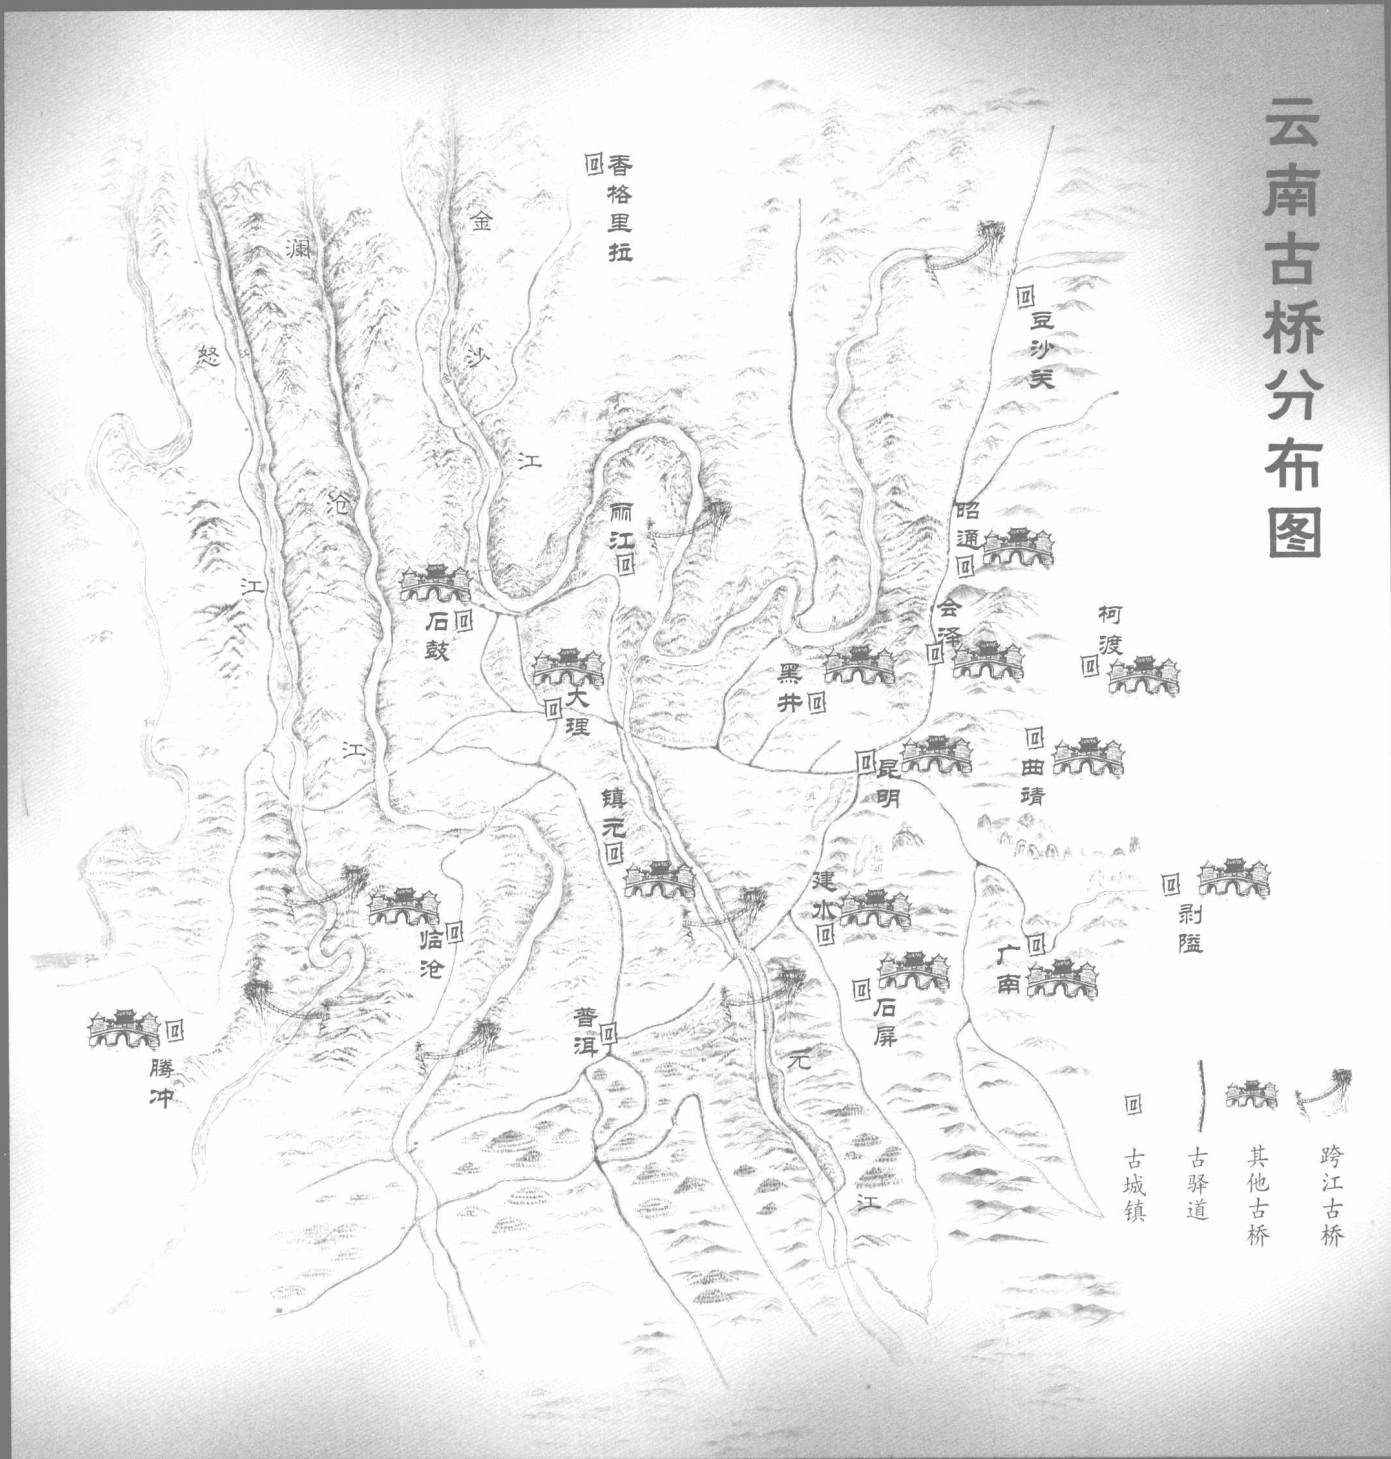 云南古桥分布图
香格里拉
金沙江
澜沧江
怒江
豆沙关
丽江
昭通
石鼓
会泽
柯渡
大理
黑井
昆明
曲靖
镇元
建水
剥隘
临沧
广南
石屏
普洱
腾冲
元江
古城镇
古驿道
其他古桥
跨江古桥